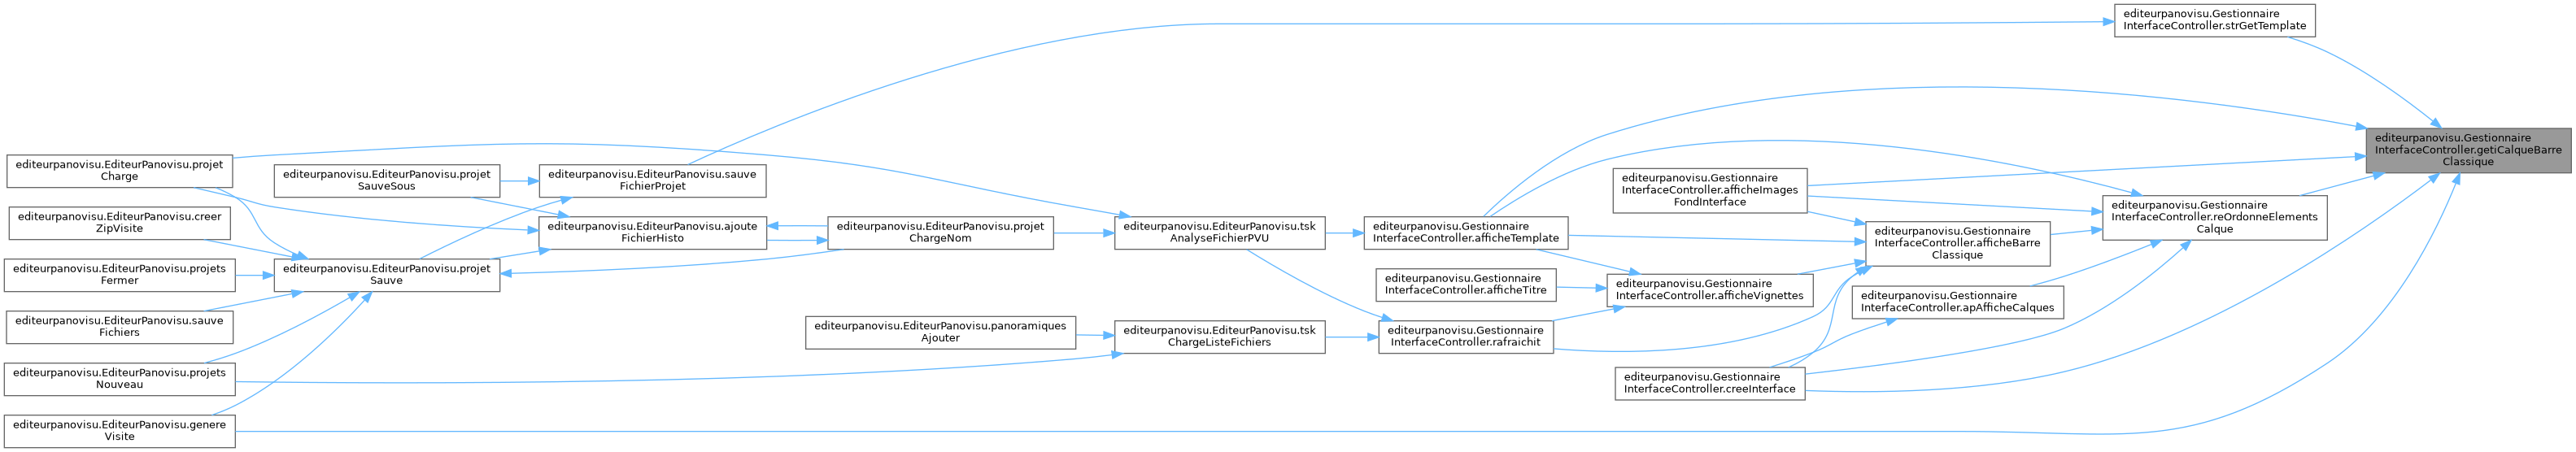 editeurpanovisu.Gestionnaire
InterfaceController.strGetTemplate
editeurpanovisu.Gestionnaire
InterfaceController.getiCalqueBarre
Classique
editeurpanovisu.EditeurPanovisu.projet
Charge
editeurpanovisu.EditeurPanovisu.projet
SauveSous
editeurpanovisu.EditeurPanovisu.sauve
FichierProjet
editeurpanovisu.Gestionnaire
InterfaceController.afficheImages
FondInterface
editeurpanovisu.EditeurPanovisu.creer
ZipVisite
editeurpanovisu.EditeurPanovisu.ajoute
FichierHisto
editeurpanovisu.EditeurPanovisu.projet
ChargeNom
editeurpanovisu.EditeurPanovisu.tsk
AnalyseFichierPVU
editeurpanovisu.Gestionnaire
InterfaceController.afficheTemplate
editeurpanovisu.Gestionnaire
InterfaceController.afficheBarre
Classique
editeurpanovisu.Gestionnaire
InterfaceController.reOrdonneElements
Calque
editeurpanovisu.EditeurPanovisu.projets
Fermer
editeurpanovisu.EditeurPanovisu.projet
Sauve
editeurpanovisu.Gestionnaire
InterfaceController.afficheTitre
editeurpanovisu.Gestionnaire
InterfaceController.afficheVignettes
editeurpanovisu.Gestionnaire
InterfaceController.apAfficheCalques
editeurpanovisu.EditeurPanovisu.sauve
Fichiers
editeurpanovisu.EditeurPanovisu.panoramiques
Ajouter
editeurpanovisu.EditeurPanovisu.tsk
ChargeListeFichiers
editeurpanovisu.Gestionnaire
InterfaceController.rafraichit
editeurpanovisu.EditeurPanovisu.projets
Nouveau
editeurpanovisu.Gestionnaire
InterfaceController.creeInterface
editeurpanovisu.EditeurPanovisu.genere
Visite